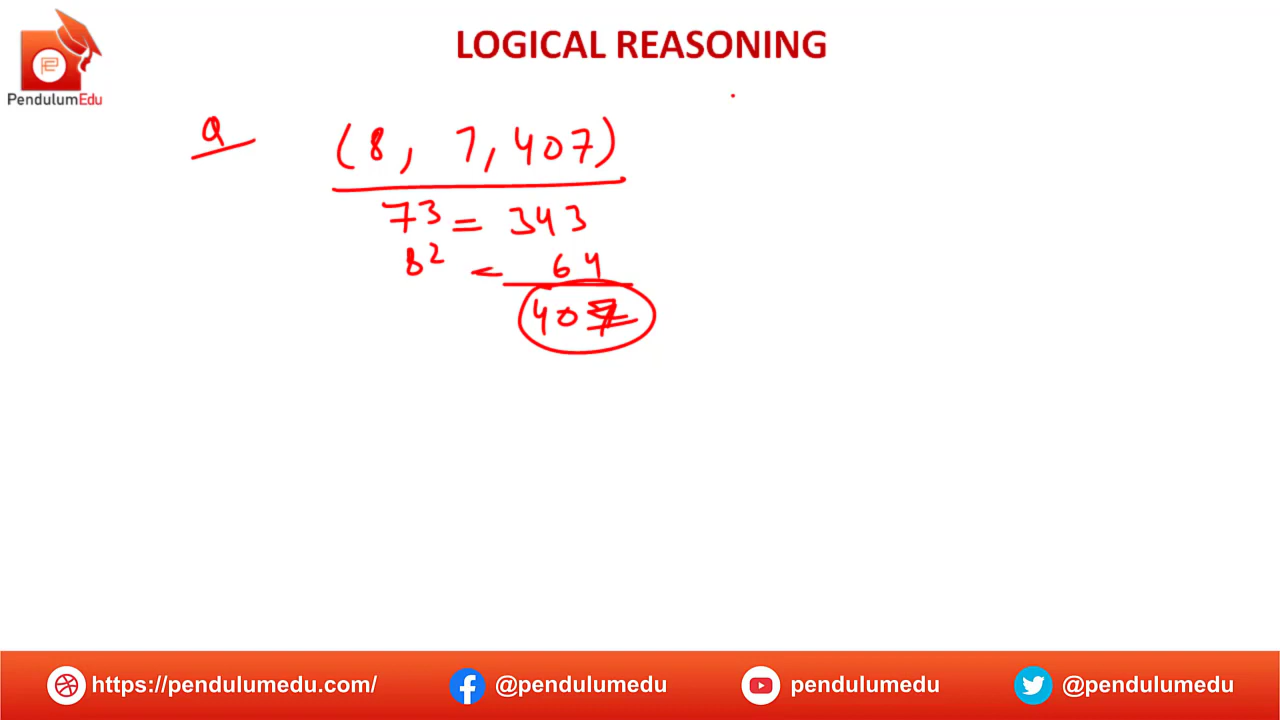 LOGICAL REASONING
PendulumEdu
Q (8, 7, 407)
7³ = 343
8² = 64
407
https://pendulumedu.com/ @pendulumedu pendulumedu @pendulumedu